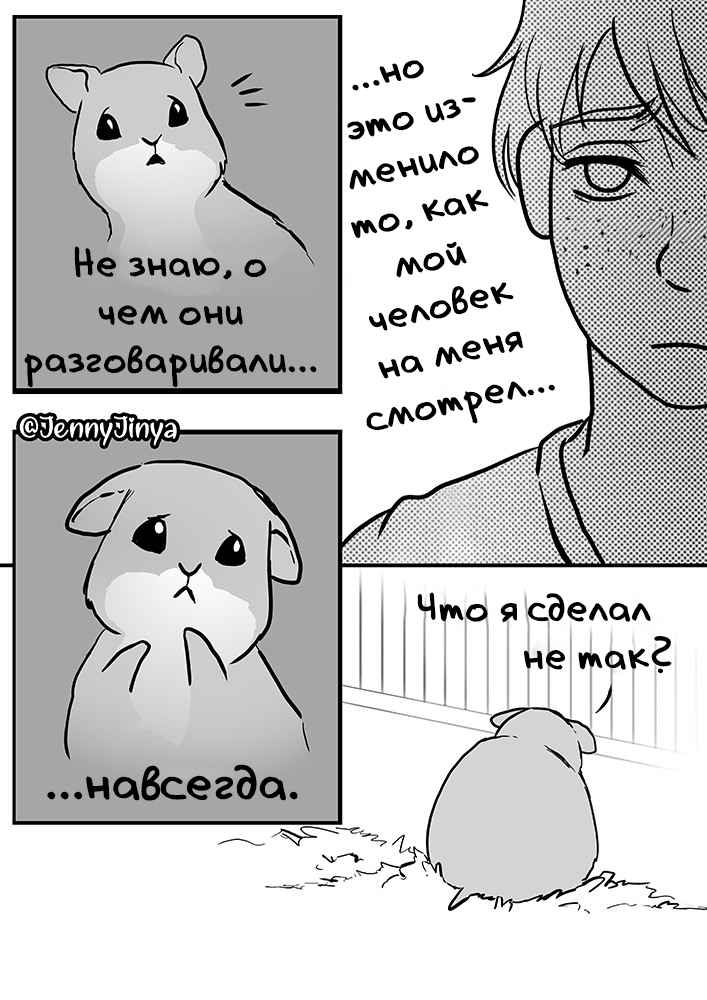 Не знаю, о
чем они
разговаривали...
...но
это из-
менило
то, как
мой
человек
на меня
смотрел...
@JennyJinya
...навсегда.
Что я сделал
не так?